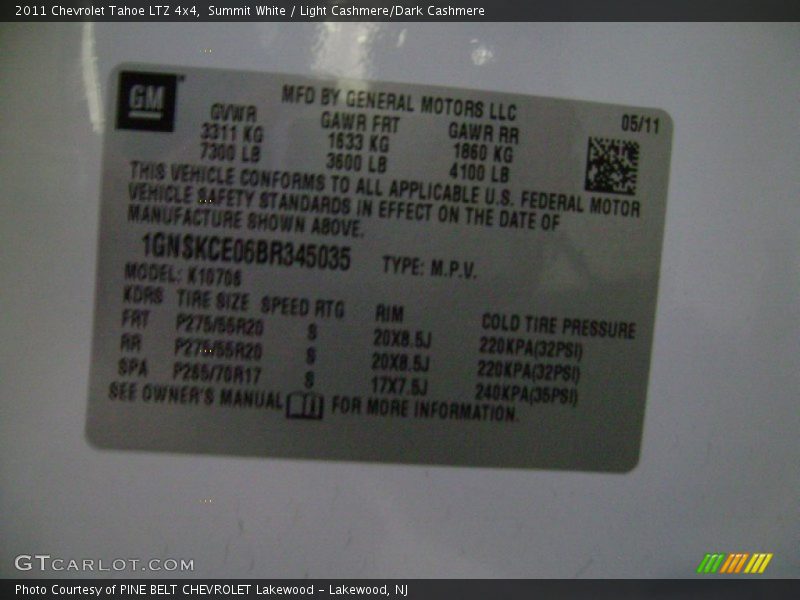 2011 Chevrolet Tahoe LTZ 4x4, Summit White / Light Cashmere/Dark Cashmere
GM
MFD BY GENERAL MOTORS LLC
05/11
GVWR GAWR FRT GAWR RR
3311 KG 1633 KG 1860 KG
7300 LB 3600 LB 4100 LB
THIS VEHICLE CONFORMS TO ALL APPLICABLE U.S. FEDERAL MOTOR
VEHICLE SAFETY STANDARDS IN EFFECT ON THE DATE OF
MANUFACTURE SHOWN ABOVE.
1GNSKCE06BR345035 TYPE: M.P.V.
MODEL: K10706
KDRS TIRE SIZE SPEED RTG RIM COLD TIRE PRESSURE
FRT P275/55R20 S 20X8.5J 220KPA(32PSI)
RR P275/55R20 S 20X8.5J 220KPA(32PSI)
SPA P265/70R17 S 17X7.5J 240KPA(35PSI)
SEE OWNER'S MANUAL FOR MORE INFORMATION.
GTCARLOT.COM
Photo Courtesy of PINE BELT CHEVROLET Lakewood - Lakewood, NJ